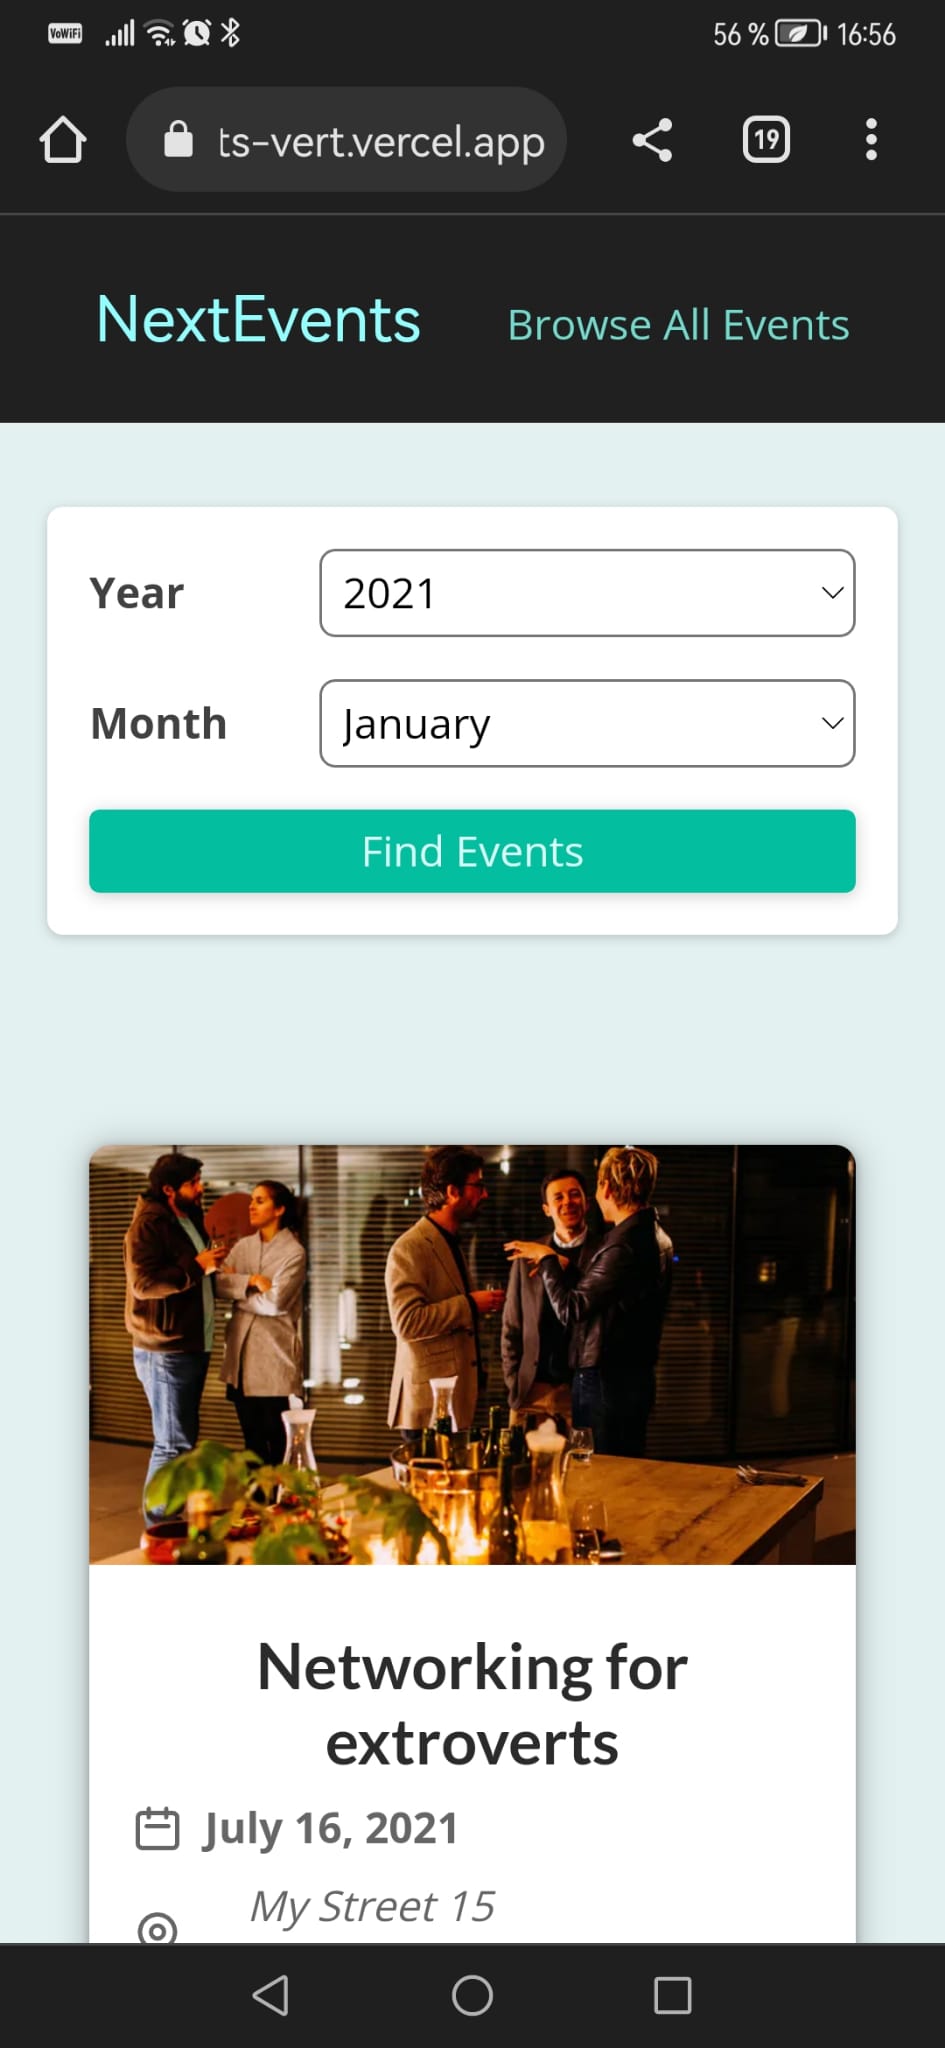 VoWiFi 56 % 16:56
ts-vert.vercel.app 19
NextEvents Browse All Events
Year 2021
Month January
Find Events
Networking for
extroverts
July 16, 2021
My Street 15